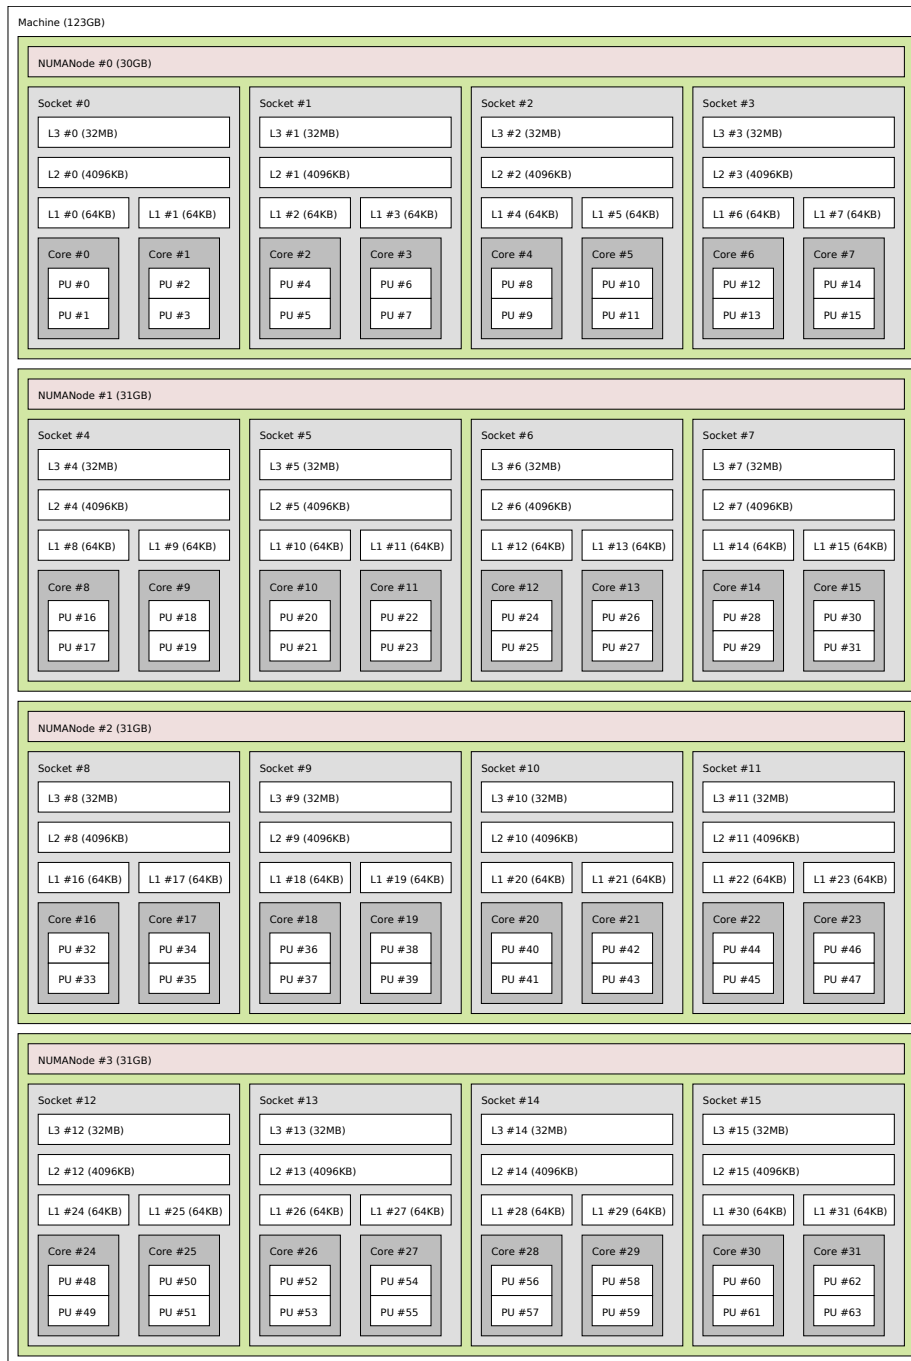 Machine (123GB)
NUMANode #0 (30GB)
Socket #0 Socket #1 Socket #2 Socket #3
L3 #0 (32MB) L3 #1 (32MB) L3 #2 (32MB) L3 #3 (32MB)
L2 #0 (4096KB) L2 #1 (4096KB) L2 #2 (4096KB) L2 #3 (4096KB)
L1 #0 (64KB) L1 #1 (64KB) L1 #2 (64KB) L1 #3 (64KB) L1 #4 (64KB) L1 #5 (64KB) L1 #6 (64KB) L1 #7 (64KB)
Core #0 Core #1 Core #2 Core #3 Core #4 Core #5 Core #6 Core #7
PU #0 PU #2 PU #4 PU #6 PU #8 PU #10 PU #12 PU #14
PU #1 PU #3 PU #5 PU #7 PU #9 PU #11 PU #13 PU #15
NUMANode #1 (31GB)
Socket #4 Socket #5 Socket #6 Socket #7
L3 #4 (32MB) L3 #5 (32MB) L3 #6 (32MB) L3 #7 (32MB)
L2 #4 (4096KB) L2 #5 (4096KB) L2 #6 (4096KB) L2 #7 (4096KB)
L1 #8 (64KB) L1 #9 (64KB) L1 #10 (64KB) L1 #11 (64KB) L1 #12 (64KB) L1 #13 (64KB) L1 #14 (64KB) L1 #15 (64KB)
Core #8 Core #9 Core #10 Core #11 Core #12 Core #13 Core #14 Core #15
PU #16 PU #18 PU #20 PU #22 PU #24 PU #26 PU #28 PU #30
PU #17 PU #19 PU #21 PU #23 PU #25 PU #27 PU #29 PU #31
NUMANode #2 (31GB)
Socket #8 Socket #9 Socket #10 Socket #11
L3 #8 (32MB) L3 #9 (32MB) L3 #10 (32MB) L3 #11 (32MB)
L2 #8 (4096KB) L2 #9 (4096KB) L2 #10 (4096KB) L2 #11 (4096KB)
L1 #16 (64KB) L1 #17 (64KB) L1 #18 (64KB) L1 #19 (64KB) L1 #20 (64KB) L1 #21 (64KB) L1 #22 (64KB) L1 #23 (64KB)
Core #16 Core #17 Core #18 Core #19 Core #20 Core #21 Core #22 Core #23
PU #32 PU #34 PU #36 PU #38 PU #40 PU #42 PU #44 PU #46
PU #33 PU #35 PU #37 PU #39 PU #41 PU #43 PU #45 PU #47
NUMANode #3 (31GB)
Socket #12 Socket #13 Socket #14 Socket #15
L3 #12 (32MB) L3 #13 (32MB) L3 #14 (32MB) L3 #15 (32MB)
L2 #12 (4096KB) L2 #13 (4096KB) L2 #14 (4096KB) L2 #15 (4096KB)
L1 #24 (64KB) L1 #25 (64KB) L1 #26 (64KB) L1 #27 (64KB) L1 #28 (64KB) L1 #29 (64KB) L1 #30 (64KB) L1 #31 (64KB)
Core #24 Core #25 Core #26 Core #27 Core #28 Core #29 Core #30 Core #31
PU #48 PU #50 PU #52 PU #54 PU #56 PU #58 PU #60 PU #62
PU #49 PU #51 PU #53 PU #55 PU #57 PU #59 PU #61 PU #63